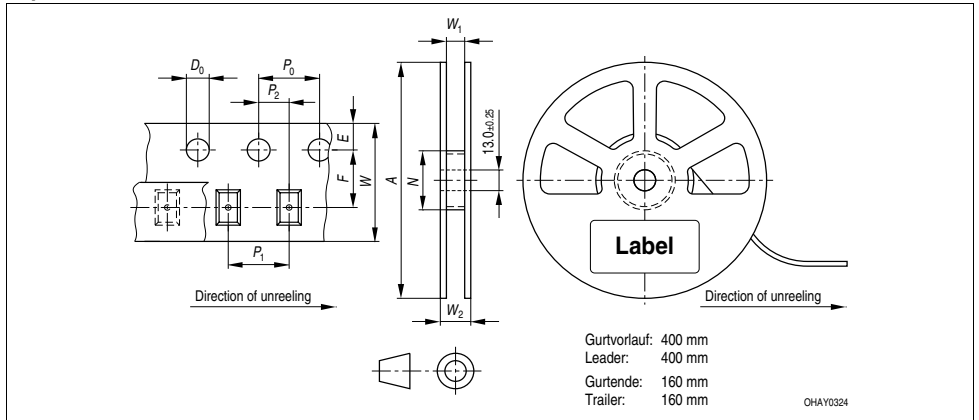 W1
D0
P0
P2
E
F
W
A
N
13.0±0.25
Label
P1
W2
Direction of unreeling
Direction of unreeling
Gurtvorlauf: 400 mm
Leader: 400 mm
Gurtende: 160 mm
Trailer: 160 mm
OHAY0324